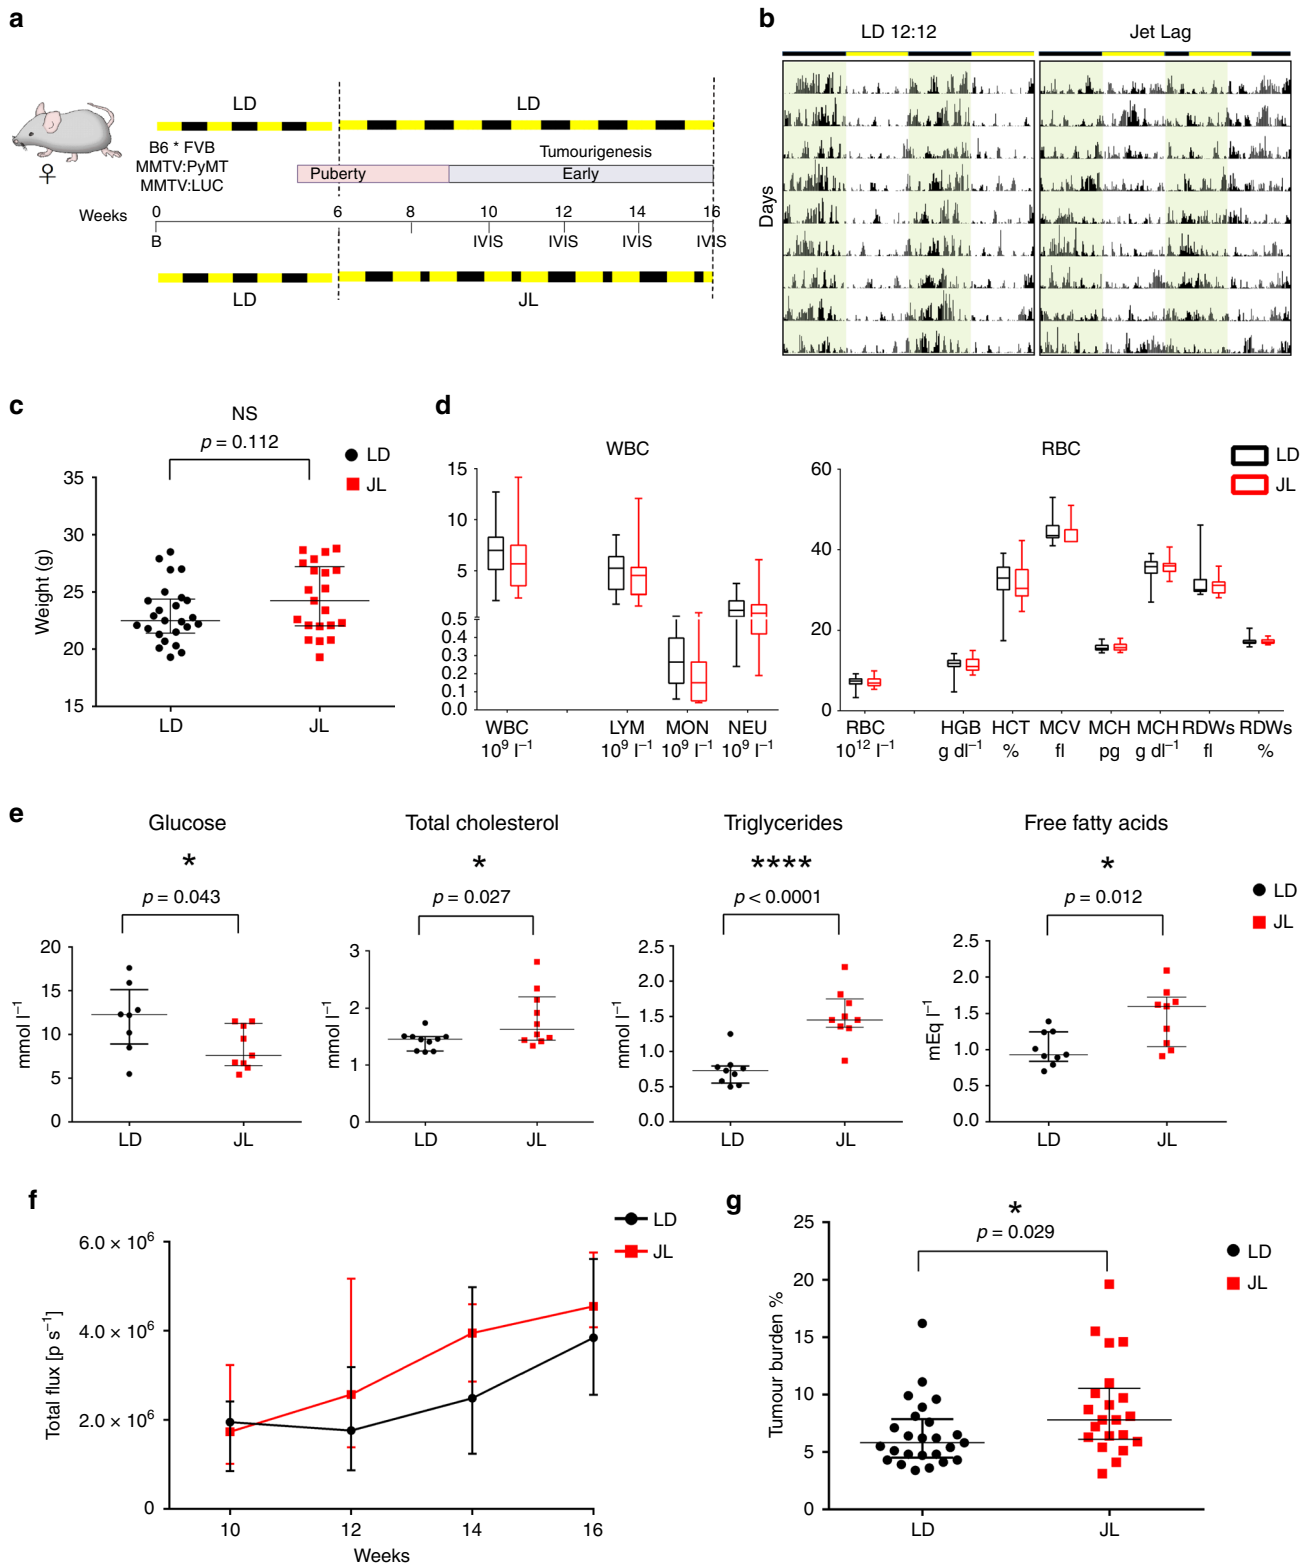 a
LD
LD
B6 * FVB
MMTV:PyMT
MMTV:LUC
♀
Tumourigenesis
Puberty
Early
Weeks
0 6 8 10 12 14 16
B IVIS IVIS IVIS IVIS
LD
JL
b
LD 12:12
Jet Lag
Days
c
NS
p = 0.112
LD
JL
Weight (g)
35
30
25
20
15
LD JL
d
WBC
15
10
5
0.5
0.4
0.3
0.2
0.1
0.0
WBC LYM MON NEU
10⁹ l⁻¹ 10⁹ l⁻¹ 10⁹ l⁻¹ 10⁹ l⁻¹
RBC
LD
JL
60
40
20
0
RBC HGB HCT MCV MCH MCH RDWs RDWs
10¹² l⁻¹ g dl⁻¹ % fl pg g dl⁻¹ fl %
e
Glucose
*
p = 0.043
mmol l⁻¹
20
15
10
5
0
LD JL
Total cholesterol
*
p = 0.027
mmol l⁻¹
3
2
1
0
LD JL
Triglycerides
****
p < 0.0001
mmol l⁻¹
2.5
2.0
1.5
1.0
0.5
0.0
LD JL
Free fatty acids
*
p = 0.012
mEq l⁻¹
2.5
2.0
1.5
1.0
0.5
0.0
LD JL
LD
JL
f
LD
JL
Total flux [p s⁻¹]
6.0 × 10⁶
4.0 × 10⁶
2.0 × 10⁶
0
10 12 14 16
Weeks
g
*
p = 0.029
LD
JL
Tumour burden %
25
20
15
10
5
0
LD JL